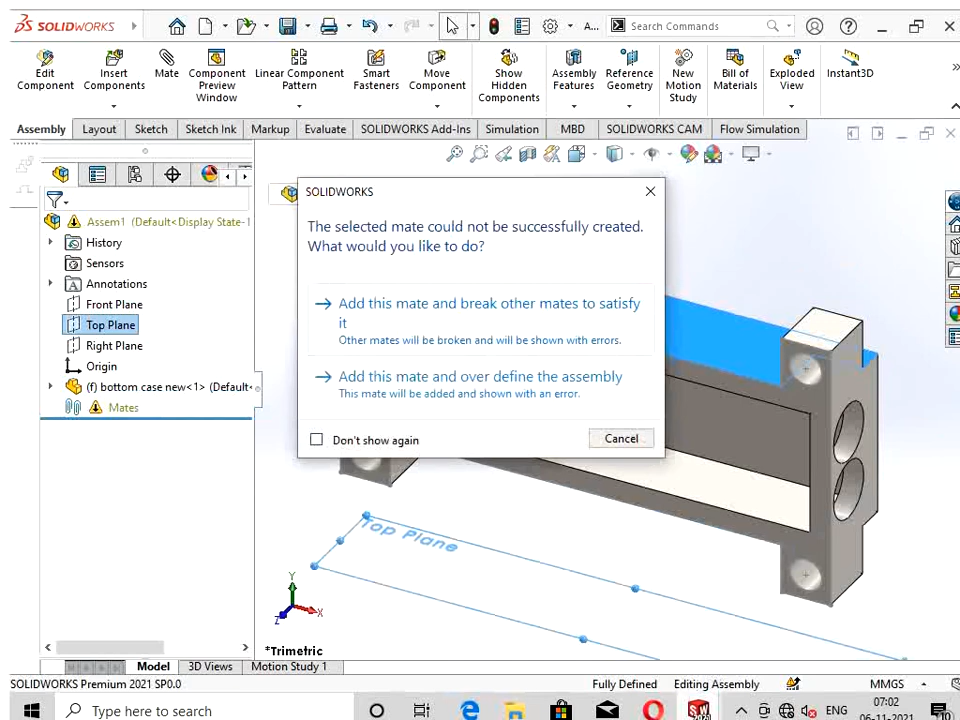 SOLIDWORKS
A...
Search Commands
Edit Component
Insert Components
Mate
Component Preview Window
Linear Component Pattern
Smart Fasteners
Move Component
Show Hidden Components
Assembly Features
Reference Geometry
New Motion Study
Bill of Materials
Exploded View
Instant3D
Assembly
Layout
Sketch
Sketch Ink
Markup
Evaluate
SOLIDWORKS Add-Ins
Simulation
MBD
SOLIDWORKS CAM
Flow Simulation
Assem1 (Default<Display State-1
History
Sensors
Annotations
Front Plane
Top Plane
Right Plane
Origin
(f) bottom case new<1> (Default<
Mates
SOLIDWORKS
The selected mate could not be successfully created.
What would you like to do?
Add this mate and break other mates to satisfy
it
Other mates will be broken and will be shown with errors.
Add this mate and over define the assembly
This mate will be added and shown with an error.
Don't show again
Cancel
Top Plane
Y
X
Z
*Trimetric
Model
3D Views
Motion Study 1
SOLIDWORKS Premium 2021 SP0.0
Fully Defined
Editing Assembly
MMGS
Type here to search
ENG
07:02
06-11-2021